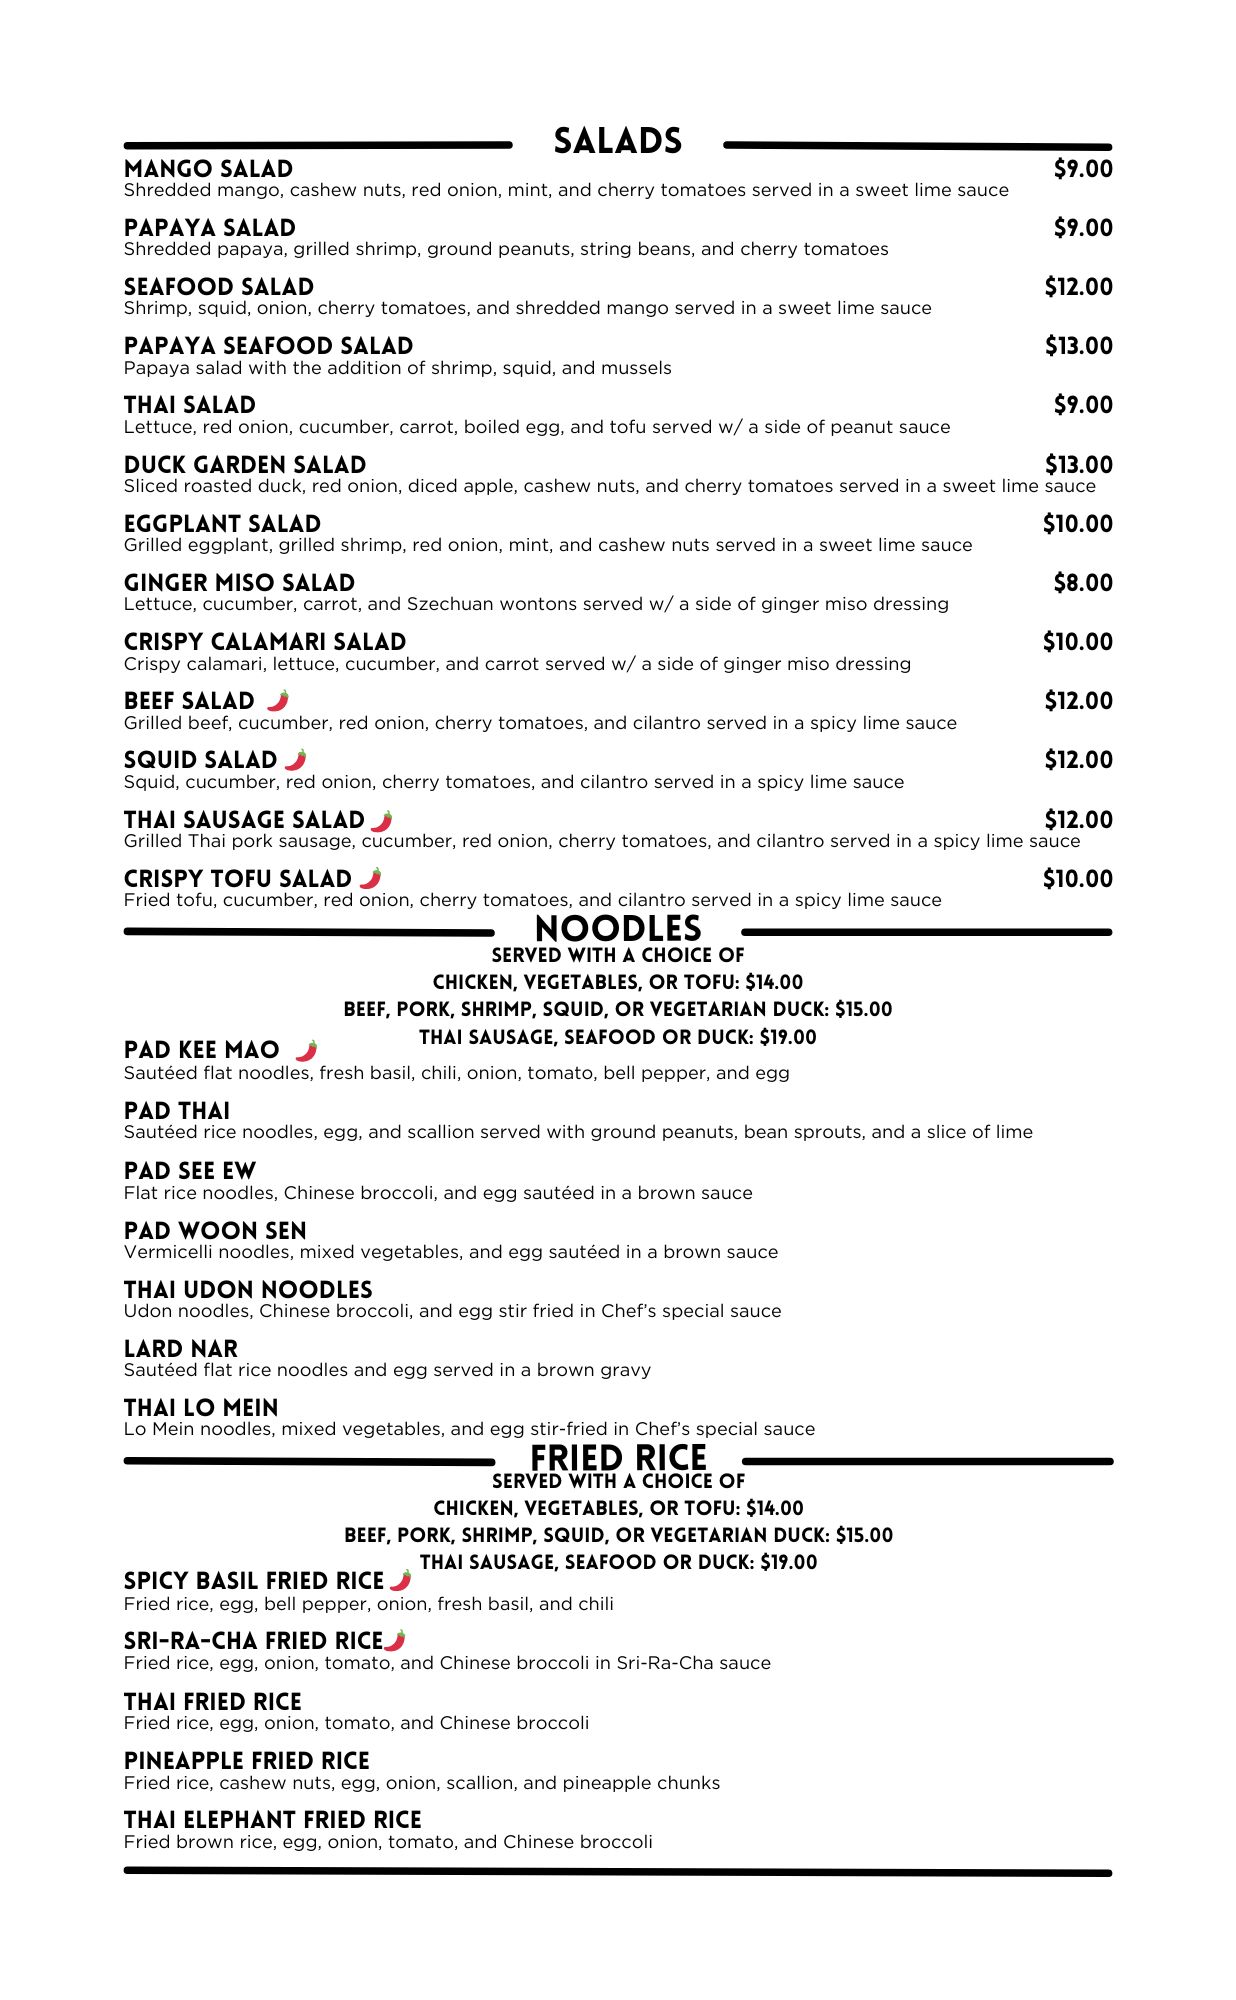 SALADS
MANGO SALAD $9.00
Shredded mango, cashew nuts, red onion, mint, and cherry tomatoes served in a sweet lime sauce
PAPAYA SALAD $9.00
Shredded papaya, grilled shrimp, ground peanuts, string beans, and cherry tomatoes
SEAFOOD SALAD $12.00
Shrimp, squid, onion, cherry tomatoes, and shredded mango served in a sweet lime sauce
PAPAYA SEAFOOD SALAD $13.00
Papaya salad with the addition of shrimp, squid, and mussels
THAI SALAD $9.00
Lettuce, red onion, cucumber, carrot, boiled egg, and tofu served w/ a side of peanut sauce
DUCK GARDEN SALAD $13.00
Sliced roasted duck, red onion, diced apple, cashew nuts, and cherry tomatoes served in a sweet lime sauce
EGGPLANT SALAD $10.00
Grilled eggplant, grilled shrimp, red onion, mint, and cashew nuts served in a sweet lime sauce
GINGER MISO SALAD $8.00
Lettuce, cucumber, carrot, and Szechuan wontons served w/ a side of ginger miso dressing
CRISPY CALAMARI SALAD $10.00
Crispy calamari, lettuce, cucumber, and carrot served w/ a side of ginger miso dressing
BEEF SALAD $12.00
Grilled beef, cucumber, red onion, cherry tomatoes, and cilantro served in a spicy lime sauce
SQUID SALAD $12.00
Squid, cucumber, red onion, cherry tomatoes, and cilantro served in a spicy lime sauce
THAI SAUSAGE SALAD $12.00
Grilled Thai pork sausage, cucumber, red onion, cherry tomatoes, and cilantro served in a spicy lime sauce
CRISPY TOFU SALAD $10.00
Fried tofu, cucumber, red onion, cherry tomatoes, and cilantro served in a spicy lime sauce
NOODLES
SERVED WITH A CHOICE OF
CHICKEN, VEGETABLES, OR TOFU: $14.00
BEEF, PORK, SHRIMP, SQUID, OR VEGETARIAN DUCK: $15.00
THAI SAUSAGE, SEAFOOD OR DUCK: $19.00
PAD KEE MAO
Sautéed flat noodles, fresh basil, chili, onion, tomato, bell pepper, and egg
PAD THAI
Sautéed rice noodles, egg, and scallion served with ground peanuts, bean sprouts, and a slice of lime
PAD SEE EW
Flat rice noodles, Chinese broccoli, and egg sautéed in a brown sauce
PAD WOON SEN
Vermicelli noodles, mixed vegetables, and egg sautéed in a brown sauce
THAI UDON NOODLES
Udon noodles, Chinese broccoli, and egg stir fried in Chef's special sauce
LARD NAR
Sautéed flat rice noodles and egg served in a brown gravy
THAI LO MEIN
Lo Mein noodles, mixed vegetables, and egg stir-fried in Chef's special sauce
FRIED RICE
SERVED WITH A CHOICE OF
CHICKEN, VEGETABLES, OR TOFU: $14.00
BEEF, PORK, SHRIMP, SQUID, OR VEGETARIAN DUCK: $15.00
THAI SAUSAGE, SEAFOOD OR DUCK: $19.00
SPICY BASIL FRIED RICE
Fried rice, egg, bell pepper, onion, fresh basil, and chili
SRI-RA-CHA FRIED RICE
Fried rice, egg, onion, tomato, and Chinese broccoli in Sri-Ra-Cha sauce
THAI FRIED RICE
Fried rice, egg, onion, tomato, and Chinese broccoli
PINEAPPLE FRIED RICE
Fried rice, cashew nuts, egg, onion, scallion, and pineapple chunks
THAI ELEPHANT FRIED RICE
Fried brown rice, egg, onion, tomato, and Chinese broccoli